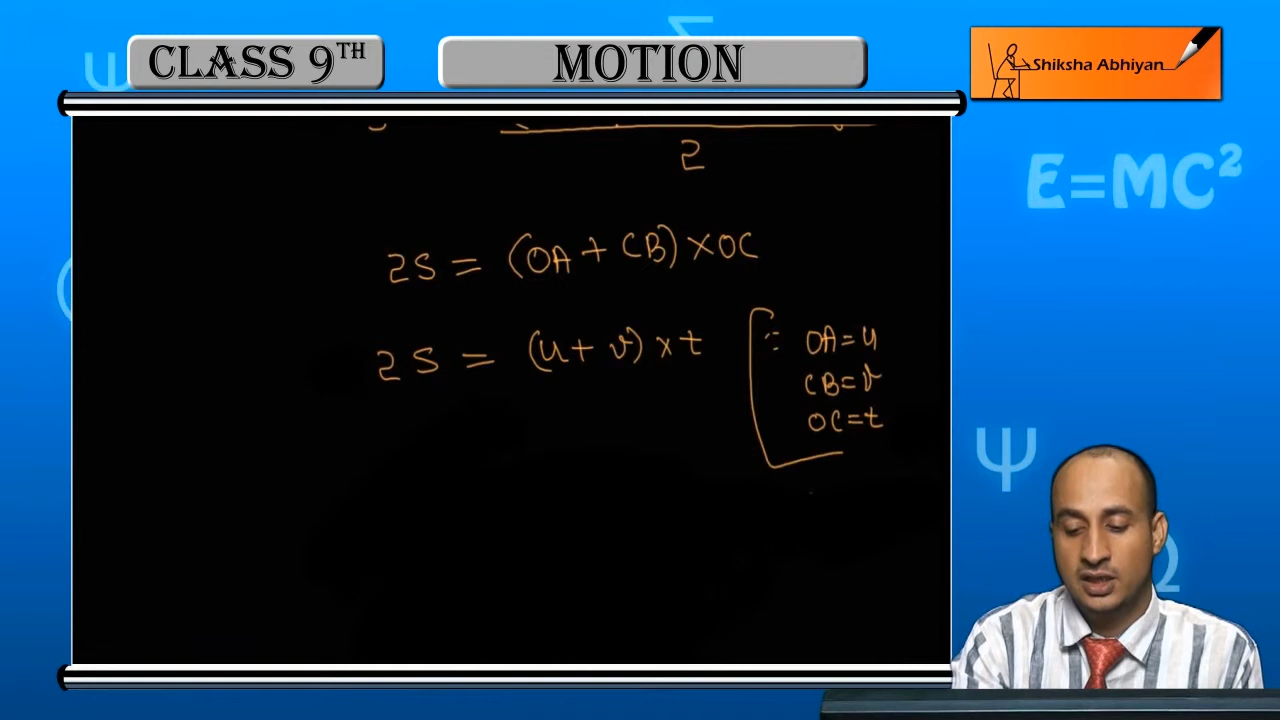 CLASS 9TH
MOTION
Shiksha Abhiyan
E=MC²
2
2S = (OA + CB) × OC
2S = (u + v) × t
∵ OA = u
CB = v
OC = t
Ψ